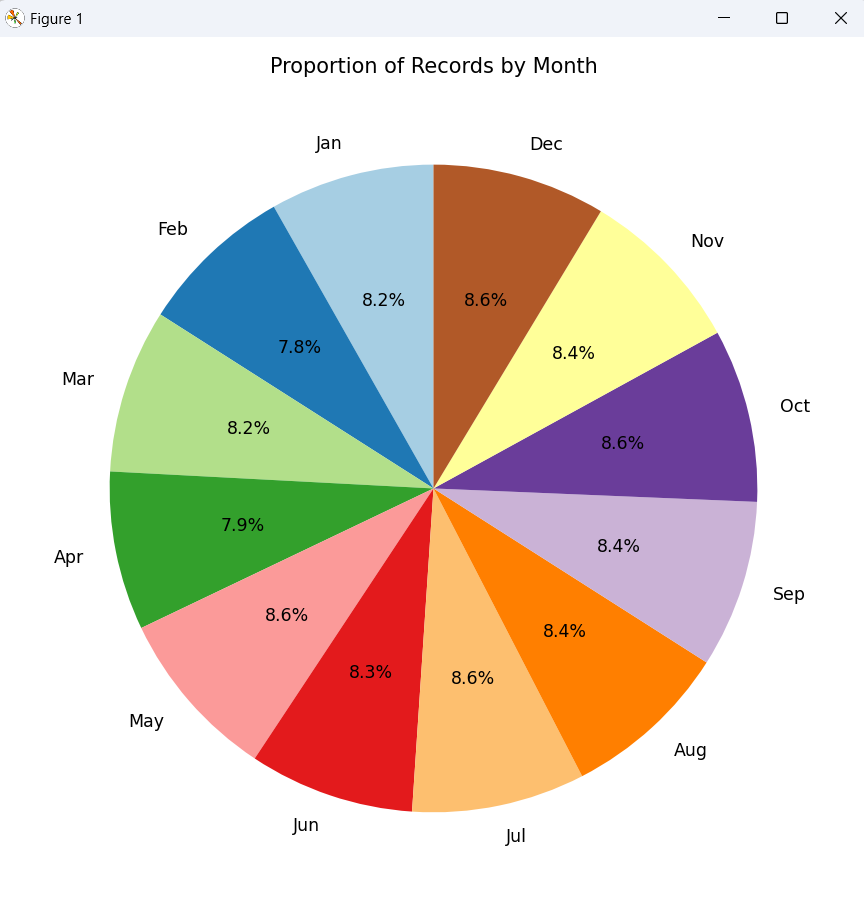 Figure 1
Proportion of Records by Month
Jan
Dec
Feb
Nov
8.2%
8.6%
7.8%
8.4%
Mar
Oct
8.2%
8.6%
7.9%
8.4%
Apr
Sep
8.6%
8.4%
8.3%
8.6%
May
Aug
Jun
Jul